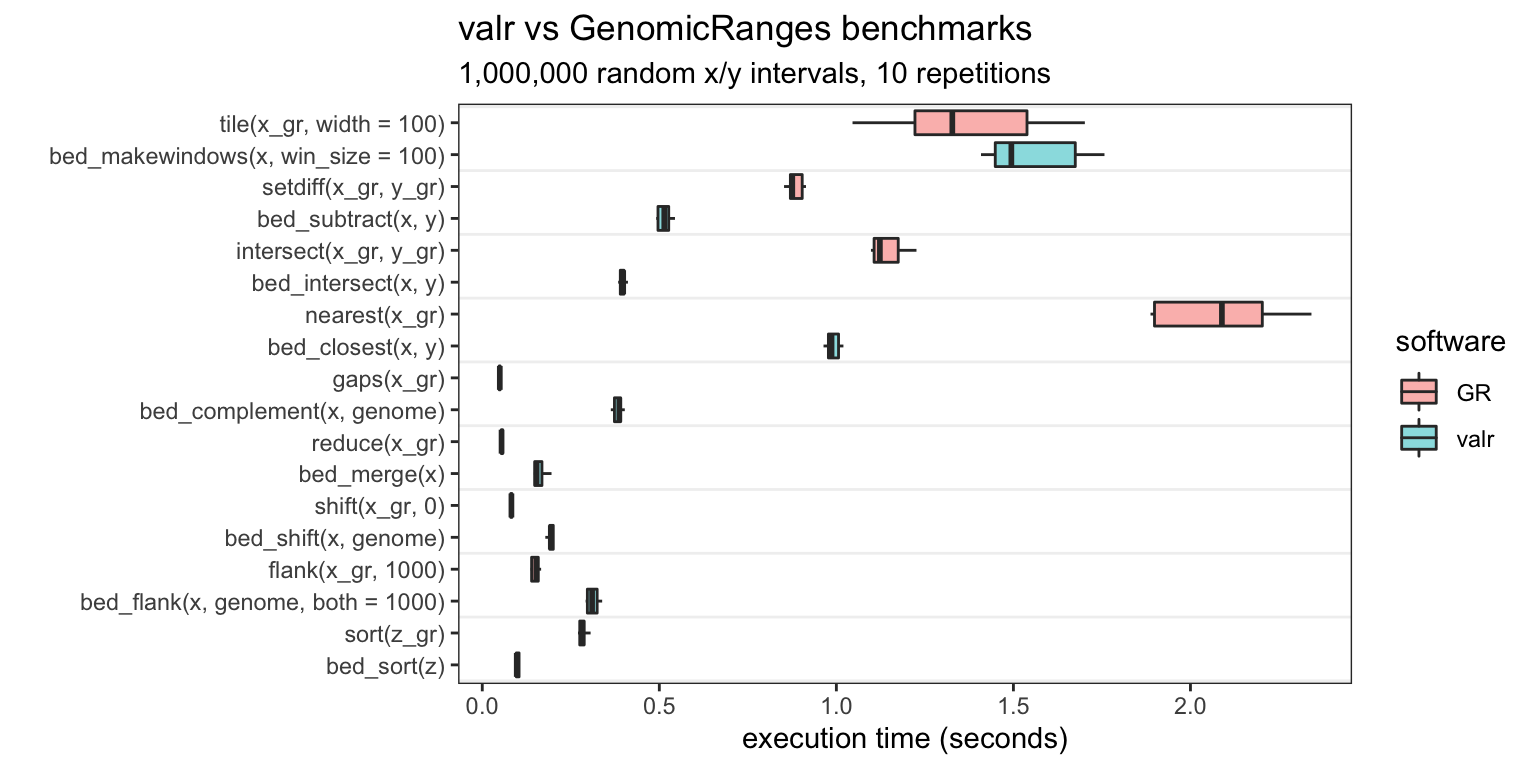 valr vs GenomicRanges benchmarks
1,000,000 random x/y intervals, 10 repetitions
tile(x_gr, width = 100)
bed_makewindows(x, win_size = 100)
setdiff(x_gr, y_gr)
bed_subtract(x, y)
intersect(x_gr, y_gr)
bed_intersect(x, y)
nearest(x_gr)
bed_closest(x, y)
gaps(x_gr)
bed_complement(x, genome)
reduce(x_gr)
bed_merge(x)
shift(x_gr, 0)
bed_shift(x, genome)
flank(x_gr, 1000)
bed_flank(x, genome, both = 1000)
sort(z_gr)
bed_sort(z)
0.0 0.5 1.0 1.5 2.0
execution time (seconds)
software
GR
valr